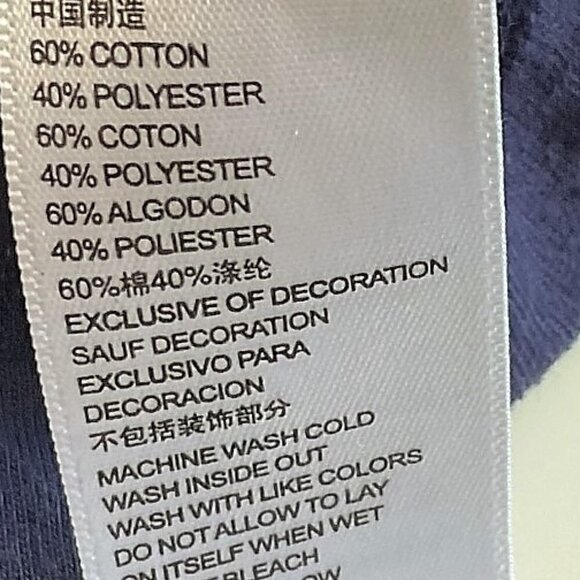 中国制造
60% COTTON
40% POLYESTER
60% COTON
40% POLYESTER
60% ALGODON
40% POLIESTER
60%棉40%涤纶
EXCLUSIVE OF DECORATION
SAUF DECORATION
EXCLUSIVO PARA
DECORACION
不包括装饰部分
MACHINE WASH COLD
WASH INSIDE OUT
WASH WITH LIKE COLORS
DO NOT ALLOW TO LAY
ON ITSELF WHEN WET
BLEACH